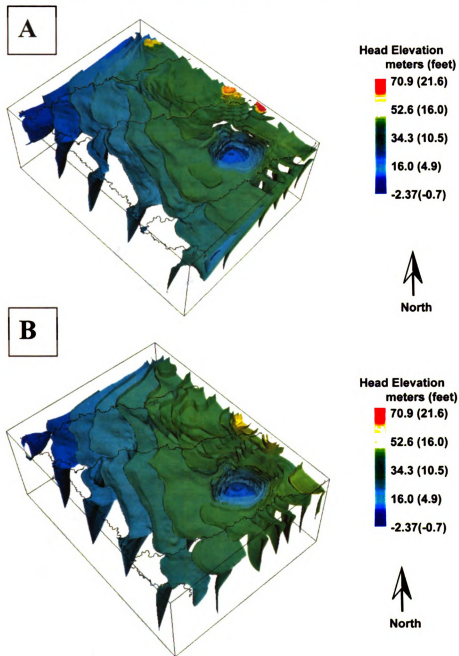 A
Head Elevation
meters (feet)
70.9 (21.6)
52.6 (16.0)
34.3 (10.5)
16.0 (4.9)
-2.37(-0.7)
North
B
Head Elevation
meters (feet)
70.9 (21.6)
52.6 (16.0)
34.3 (10.5)
16.0 (4.9)
-2.37(-0.7)
North